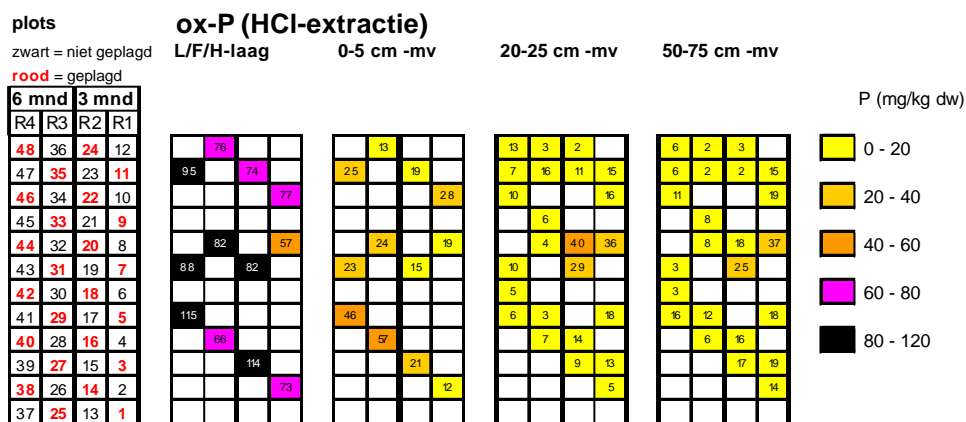 plots ox-P (HCl-extractie)
zwart = niet geplagd L/F/H-laag 0-5 cm -mv 20-25 cm -mv 50-75 cm -mv
rood = geplagd
6 mnd 3 mnd P (mg/kg dw)
R4 R3 R2 R1
48 36 24 12 76 13 13 3 2 6 2 3 0 - 20
47 35 23 11 95 74 25 19 7 16 11 15 6 2 2 15
46 34 22 10 77 28 10 16 11 19 20 - 40
45 33 21 9 6 8
44 32 20 8 82 57 24 19 4 40 36 8 18 37 40 - 60
43 31 19 7 88 82 23 15 10 29 3 25
42 30 18 6 5 3 60 - 80
41 29 17 5 115 46 6 3 18 16 12 18
40 28 16 4 66 57 7 14 6 16 80 - 120
39 27 15 3 114 21 9 13 17 19
38 26 14 2 73 12 5 14
37 25 13 1